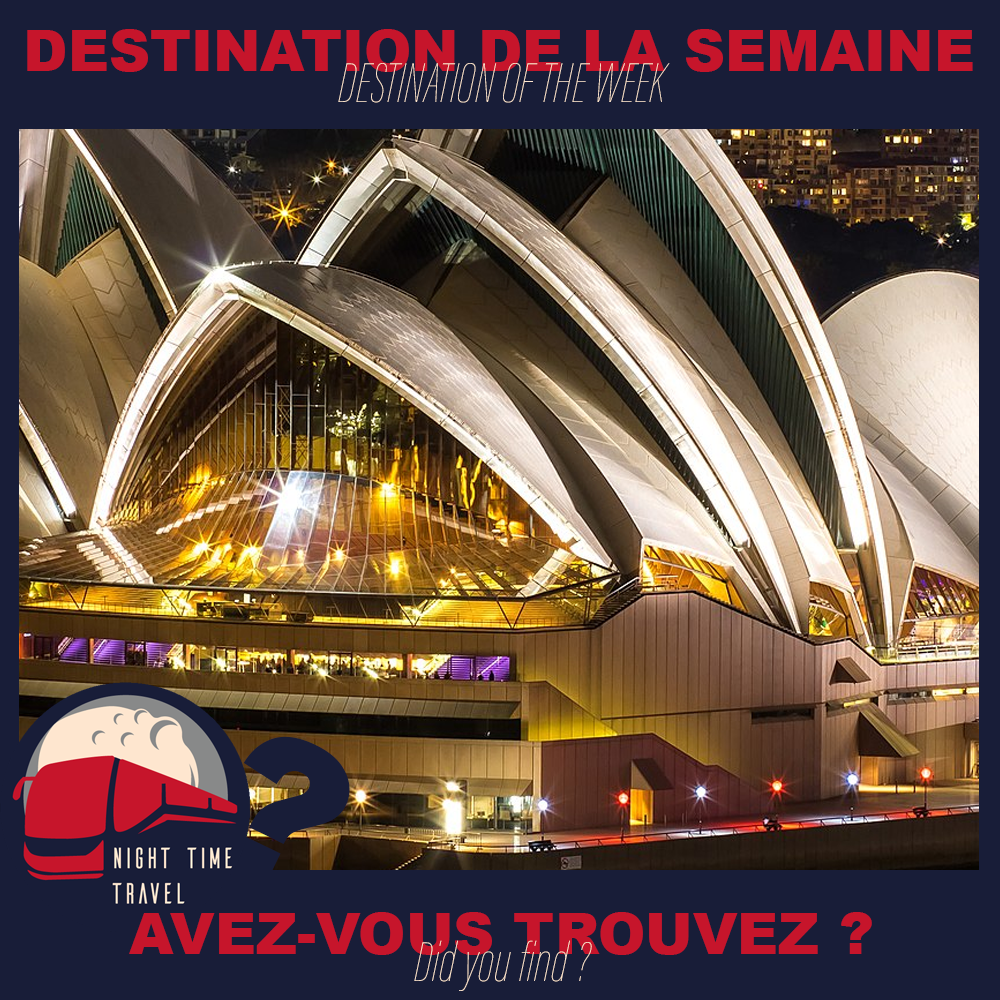 DESTINATION DE LA SEMAINE
DESTINATION OF THE WEEK
NIGHT TIME
TRAVEL
AVEZ-VOUS TROUVEZ ?
Did you find ?